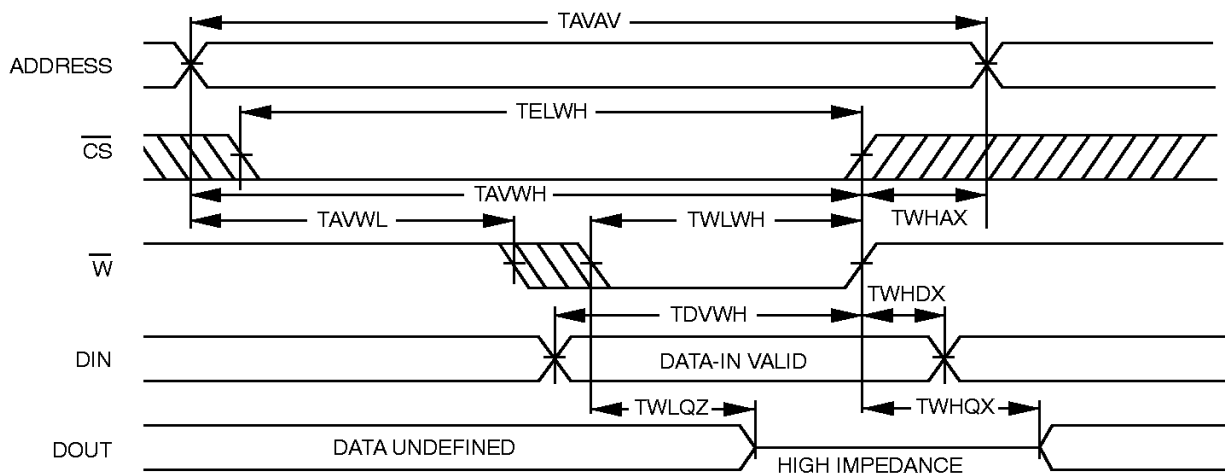 TAVAV
ADDRESS
TELWH
CS
TAVWH
TWHAX
TAVWL
TWLWH
W
TWHDX
TDVWH
DIN
DATA-IN VALID
TWLQZ
TWHQX
DOUT
DATA UNDEFINED
HIGH IMPEDANCE